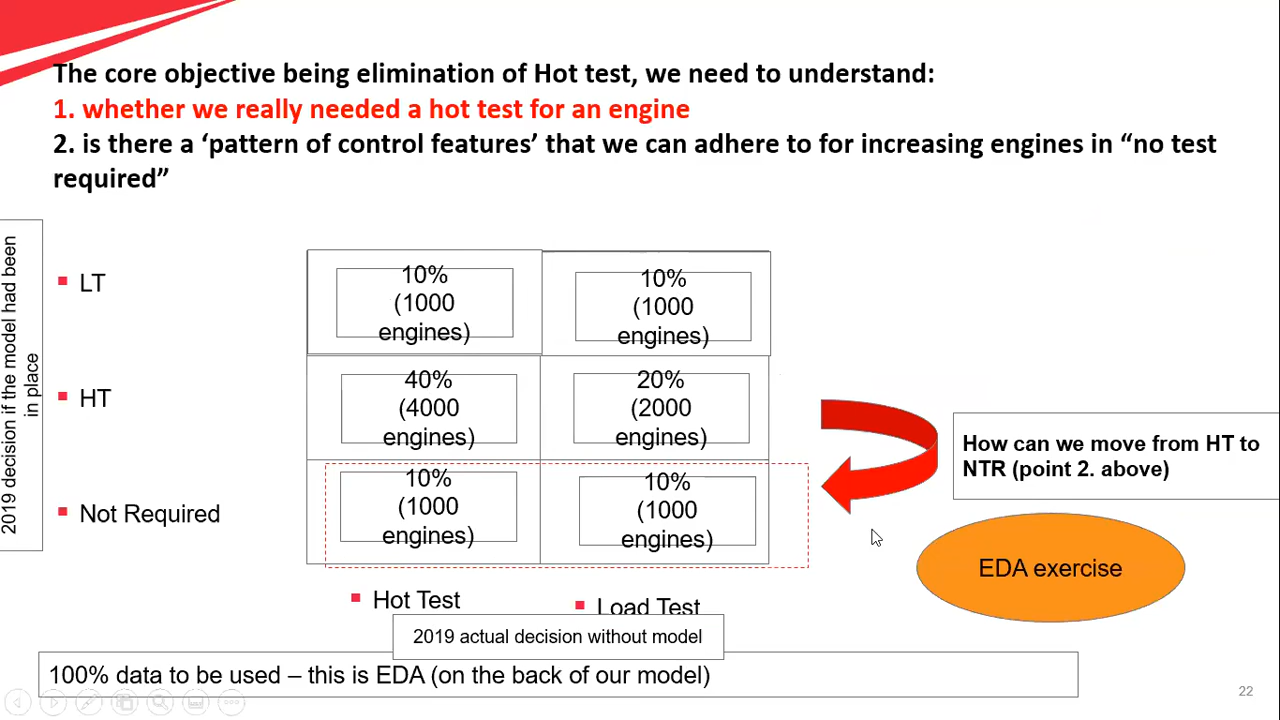 The core objective being elimination of Hot test, we need to understand:
1. whether we really needed a hot test for an engine
2. is there a ‘pattern of control features’ that we can adhere to for increasing engines in “no test
required”
2019 decision if the model had been
in place
LT
10%
(1000
engines)
10%
(1000
engines)
HT
40%
(4000
engines)
20%
(2000
engines)
How can we move from HT to
NTR (point 2. above)
Not Required
10%
(1000
engines)
10%
(1000
engines)
EDA exercise
Hot Test
Load Test
2019 actual decision without model
100% data to be used – this is EDA (on the back of our model)
22